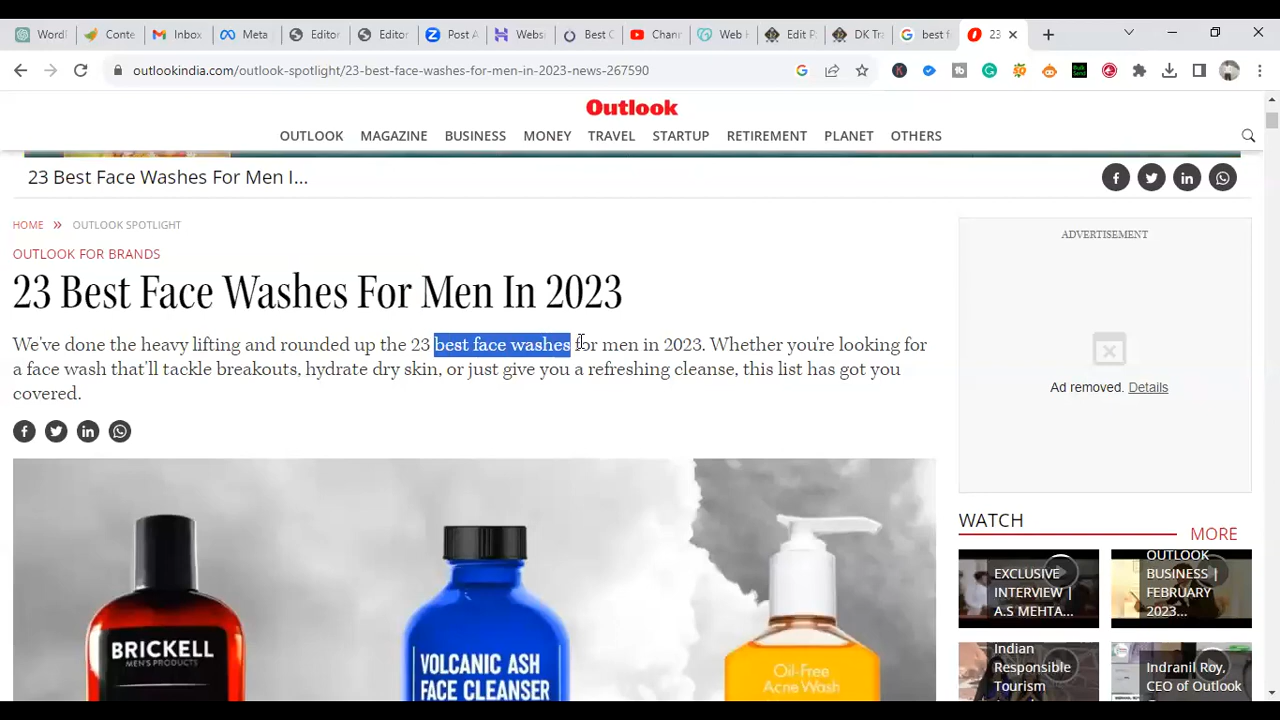 Wordl
Conte
Inbox
Meta
Editor
Editor
Post A
Websi
Best C
Chann
Web H
Edit P
DK Tra
best f
23
outlookindia.com/outlook-spotlight/23-best-face-washes-for-men-in-2023-news-267590
Outlook
OUTLOOK MAGAZINE BUSINESS MONEY TRAVEL STARTUP RETIREMENT PLANET OTHERS
23 Best Face Washes For Men I...
HOME » OUTLOOK SPOTLIGHT
OUTLOOK FOR BRANDS
23 Best Face Washes For Men In 2023
We've done the heavy lifting and rounded up the 23 best face washes for men in 2023. Whether you're looking for
a face wash that'll tackle breakouts, hydrate dry skin, or just give you a refreshing cleanse, this list has got you
covered.
ADVERTISEMENT
Ad removed. Details
WATCH
MORE
EXCLUSIVE
INTERVIEW |
A.S MEHTA...
OUTLOOK
BUSINESS |
FEBRUARY
2023...
Indian
Responsible
Tourism
Indranil Roy,
CEO of Outlook
BRICKELL
MEN'S PRODUCTS
VOLCANIC ASH
FACE CLEANSER
Oil-Free
Acne Wash